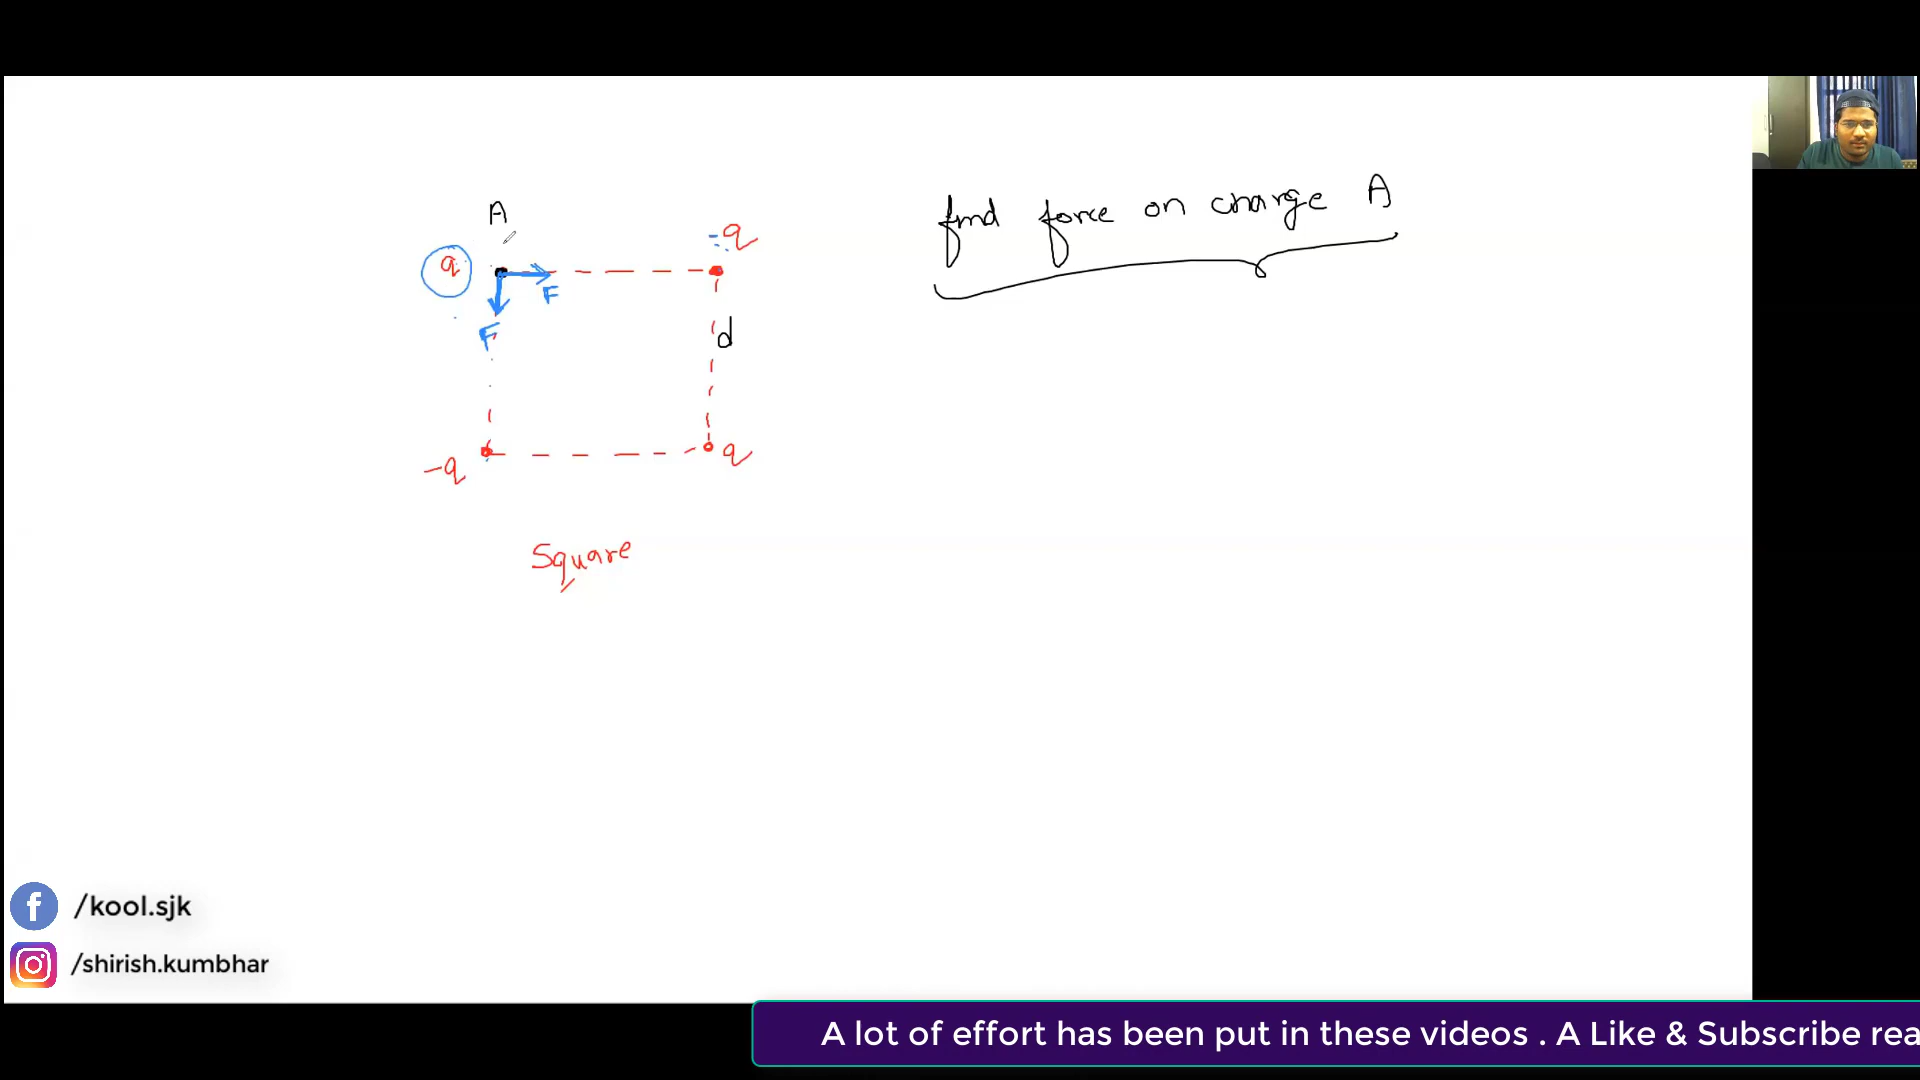 find force on charge A
A
q
-q
F
F
d
-q
q
Square
/kool.sjk
/shirish.kumbhar
A lot of effort has been put in these videos . A Like & Subscribe rea